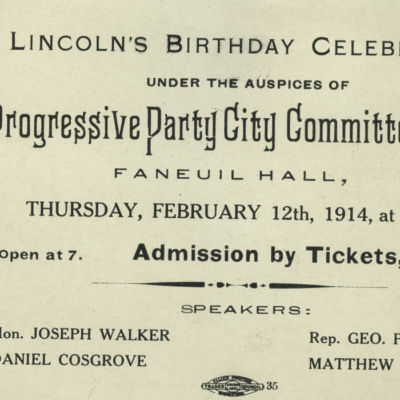 LINCOLN'S BIRTHDAY CELEB
UNDER THE AUSPICES OF
Progressive Party City Committe
FANEUIL HALL,
THURSDAY, FEBRUARY 12th, 1914, at
open at 7. Admission by Tickets,
SPEAKERS:
Hon. JOSEPH WALKER Rep. GEO. P
DANIEL COSGROVE MATTHEW
35